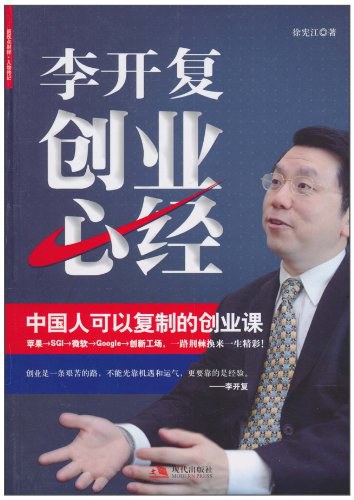 徐宪江◎著
李开复
创业
心经
中国人可以复制的创业课
苹果→SGI→微软→Google→创新工场，一路荆棘换来一生精彩！
创业是一条艰苦的路，不能光靠机遇和运气，更要靠的是经验。
——李开复
现代出版社